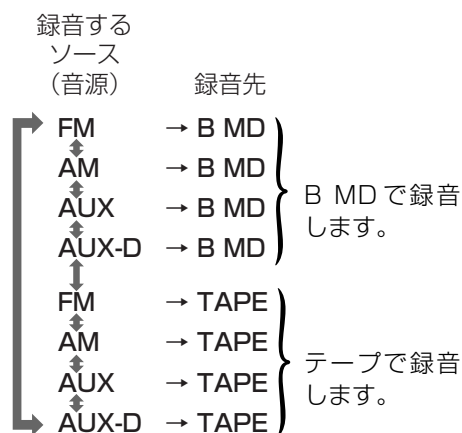 録音する
ソース
（音源）
録音先
FM → B MD
AM → B MD
AUX → B MD
AUX-D → B MD
B MDで録音
します。
FM → TAPE
AM → TAPE
AUX → TAPE
AUX-D → TAPE
テープで録音
します。